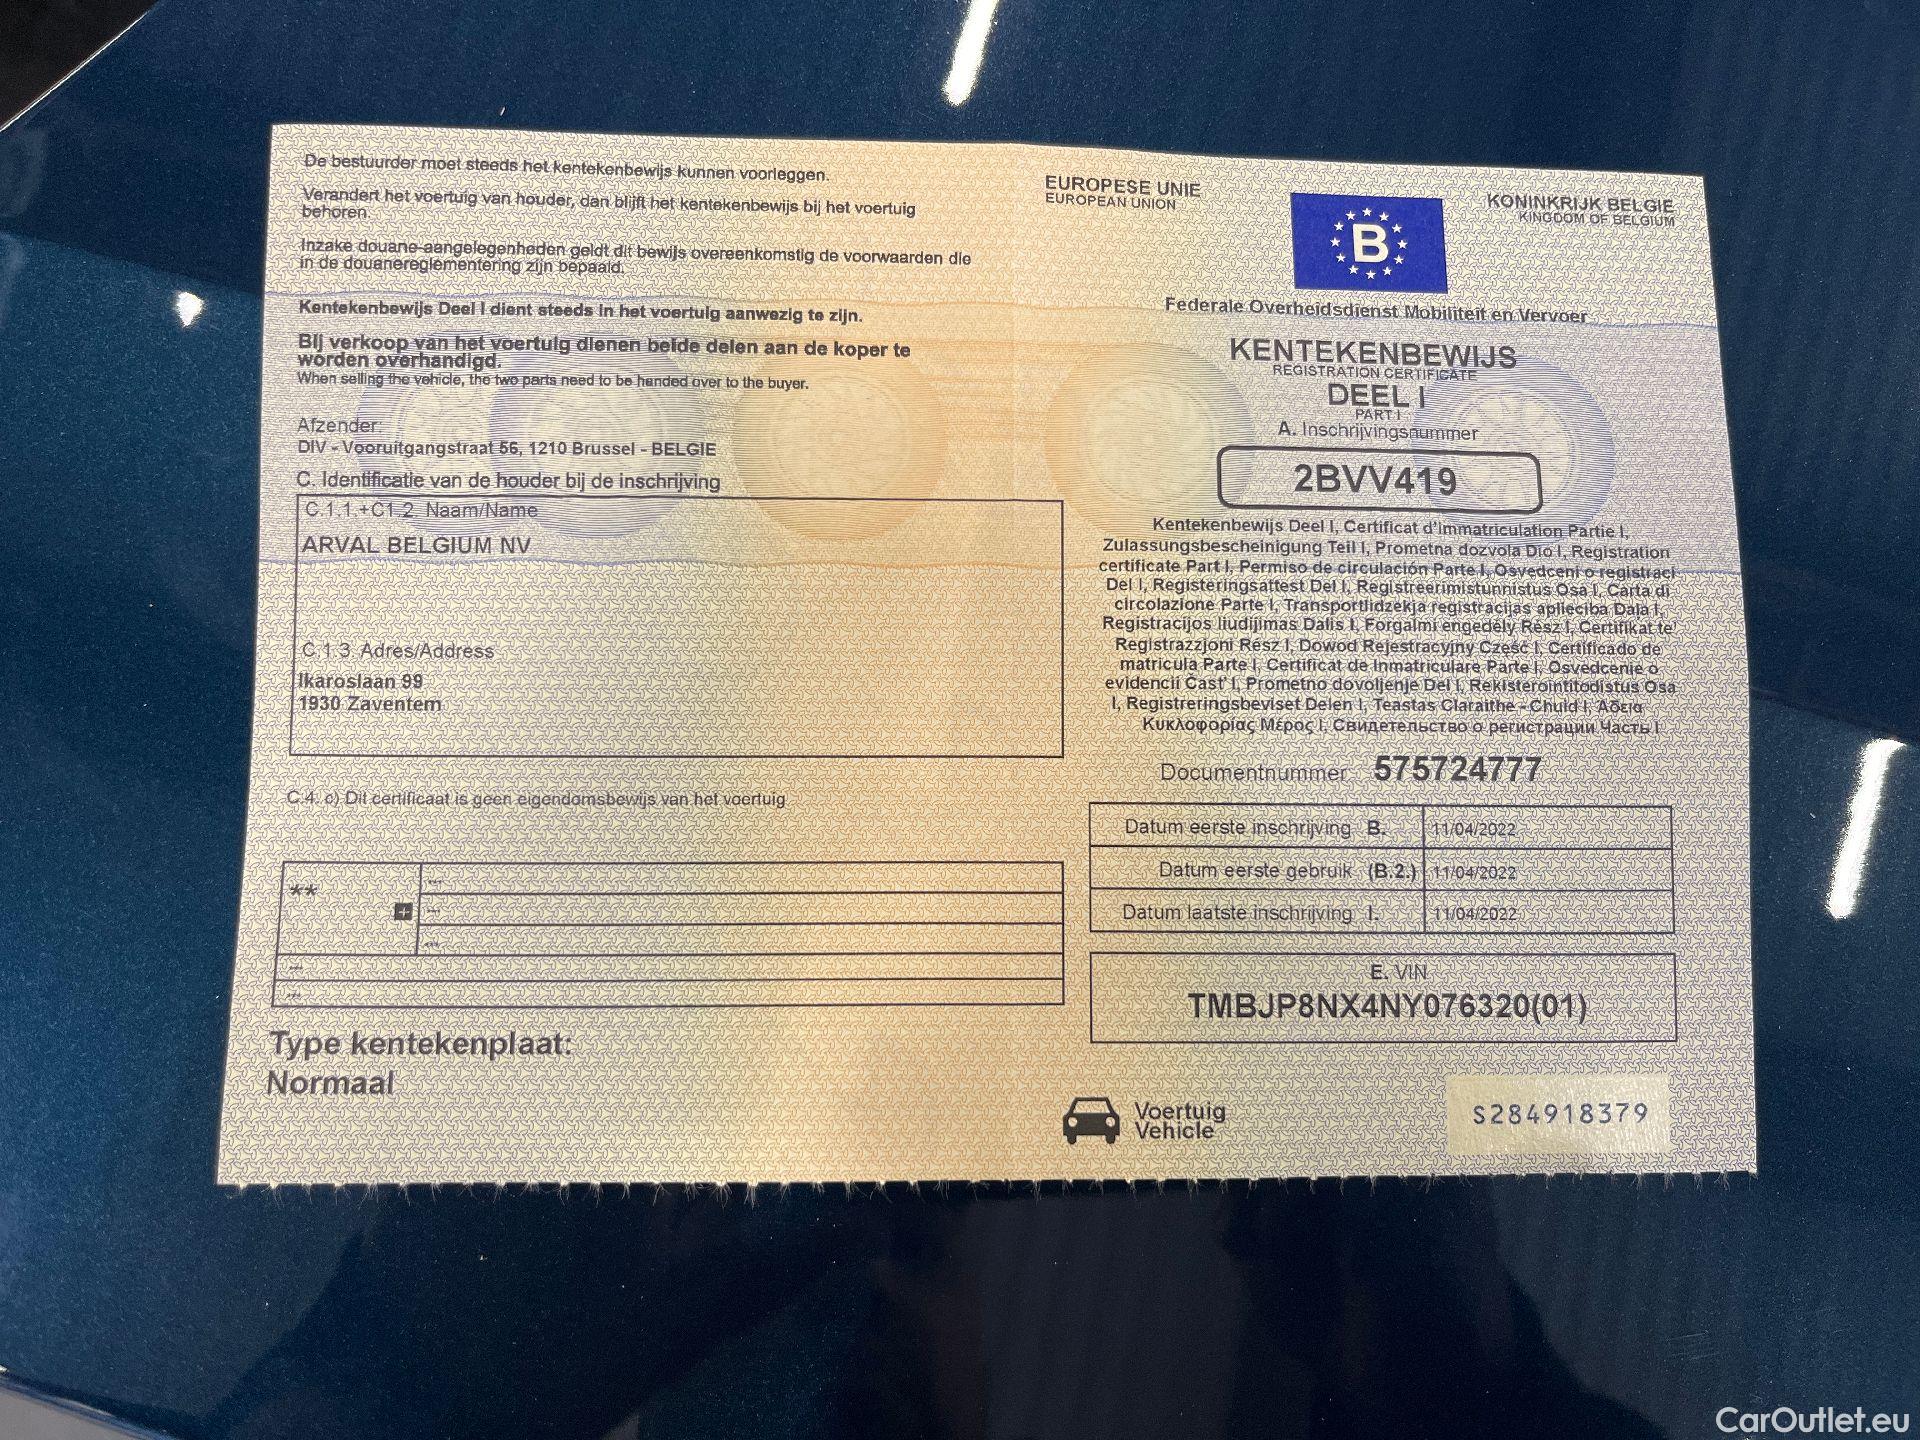 De bestuurder moet steeds het kentekenbewijs kunnen voorleggen.
Verandert het voertuig van houder, dan blijft het kentekenbewijs bij het voertuig
behoren.
Inzake douane-aangelegenheden geldt dit bewijs overeenkomstig de voorwaarden die
in de douanereglementering zijn bepaald.
Kentekenbewijs Deel I dient steeds in het voertuig aanwezig te zijn.
Bij verkoop van het voertuig dienen beide delen aan de koper te
worden overhandigd.
When selling the vehicle, the two parts need to be handed over to the buyer.
Afzender:
DIV - Vooruitgangstraat 56, 1210 Brussel - BELGIE
C. Identificatie van de houder bij de inschrijving
C.1.1.+C1.2. Naam/Name
ARVAL BELGIUM NV
C.1.3. Adres/Address
Ikaroslaan 99
1930 Zaventem
C.4. c) Dit certificaat is geen eigendomsbewijs van het voertuig
**
+
---
---
---
---
---
Type kentekenplaat:
Normaal
EUROPESE UNIE
EUROPEAN UNION
B
KONINKRIJK BELGIE
KINGDOM OF BELGIUM
Federale Overheidsdienst Mobiliteit en Vervoer
KENTEKENBEWIJS
REGISTRATION CERTIFICATE
DEEL I
PART I
A. Inschrijvingsnummer
2BVV419
Kentekenbewijs Deel I, Certificat d'immatriculation Partie I,
Zulassungsbescheinigung Teil I, Prometna dozvola Dio I, Registration
certificate Part I, Permiso de circulación Parte I, Osvedceni o registraci
Del I, Registeringsattest Del I, Registreerimistunnistus Osa I, Carta di
circolazione Parte I, Transportlidzekja registracijas aplieciba Dala I,
Registracijos liudijimas Dalis I, Forgalmi engedély Rész I, Certifikat ta'
Registrazzjoni Rész I, Dowod Rejestracyjny Część I, Certificado de
matricula Parte I, Certificat de Inmatriculare Parte I, Osvedcenie o
evidencii Cast' I, Prometno dovoljenje Del I, Rekisterointitodistus Osa
I, Registreringsbeviset Delen I, Teastas Claraithe - Chuid I, Άδεια
Κυκλοφορίας Μέρος I, Свидетелство о регистрации Часть I
Documentnummer 575724777
Datum eerste inschrijving B. 11/04/2022
Datum eerste gebruik (B.2.) 11/04/2022
Datum laatste inschrijving I. 11/04/2022
E. VIN
TMBJP8NX4NY076320(01)
Voertuig
Vehicle
S284918379
CarOutlet.eu